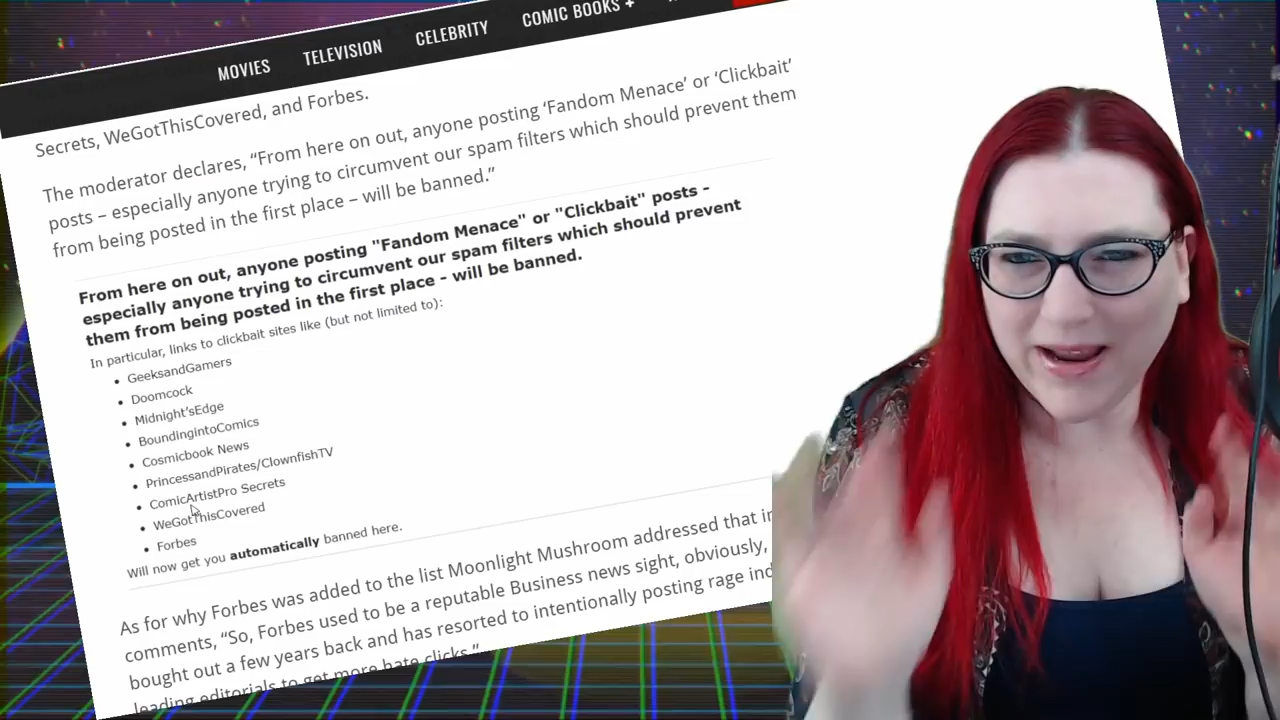 MOVIES TELEVISION CELEBRITY COMIC BOOKS +
Secrets, WeGotThisCovered, and Forbes.
The moderator declares, “From here on out, anyone posting ‘Fandom Menace’ or ‘Clickbait’
posts – especially anyone trying to circumvent our spam filters which should prevent them
from being posted in the first place – will be banned.”
From here on out, anyone posting "Fandom Menace" or "Clickbait" posts -
especially anyone trying to circumvent our spam filters which should prevent
them from being posted in the first place - will be banned.
In particular, links to clickbait sites like (but not limited to):
• GeeksandGamers
• Doomcock
• Midnight'sEdge
• BoundingIntoComics
• Cosmicbook News
• PrincessandPirates/ClownfishTV
• ComicArtistPro Secrets
• WeGotThisCovered
• Forbes
Will now get you automatically banned here.
As for why Forbes was added to the list Moonlight Mushroom addressed that in
comments, “So, Forbes used to be a reputable Business news sight, obviously,
bought out a few years back and has resorted to intentionally posting rage
leading editorials to get more hate clicks.”